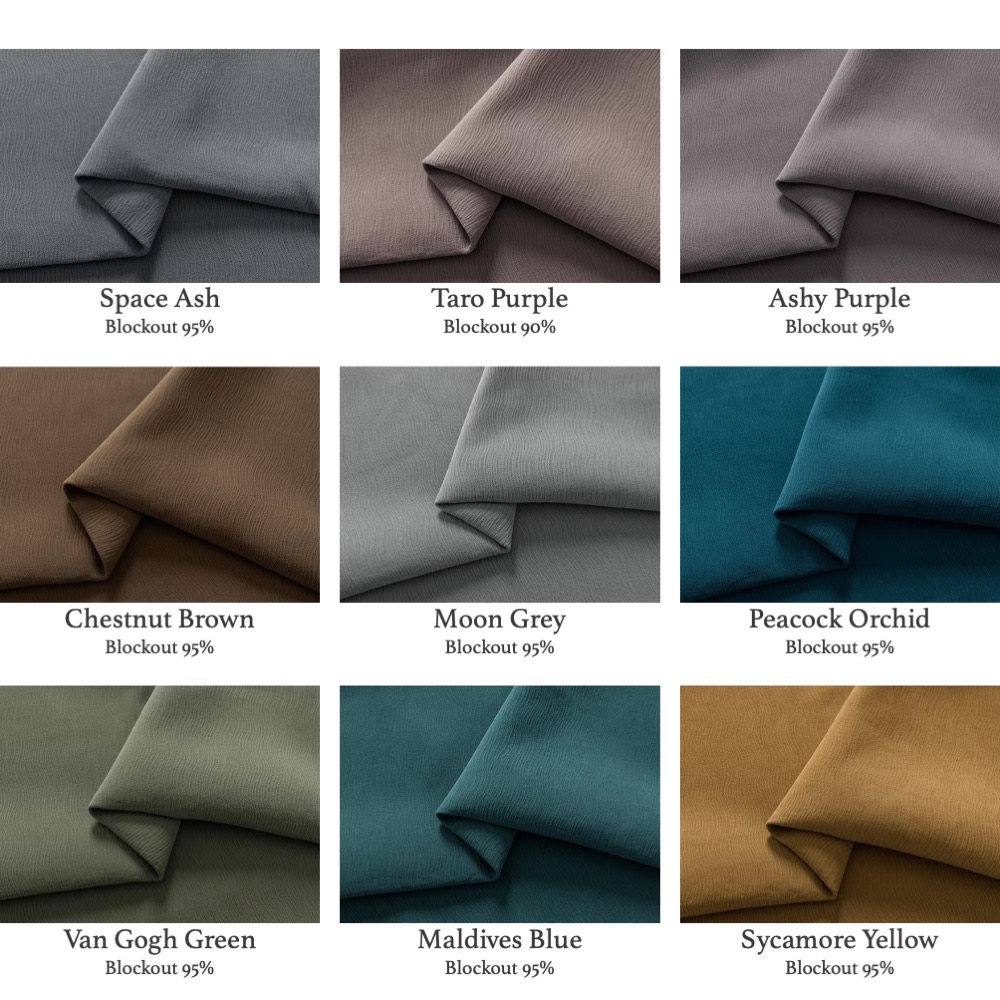 Space Ash
Blockout 95%
Taro Purple
Blockout 90%
Ashy Purple
Blockout 95%
Chestnut Brown
Blockout 95%
Moon Grey
Blockout 95%
Peacock Orchid
Blockout 95%
Van Gogh Green
Blockout 95%
Maldives Blue
Blockout 95%
Sycamore Yellow
Blockout 95%